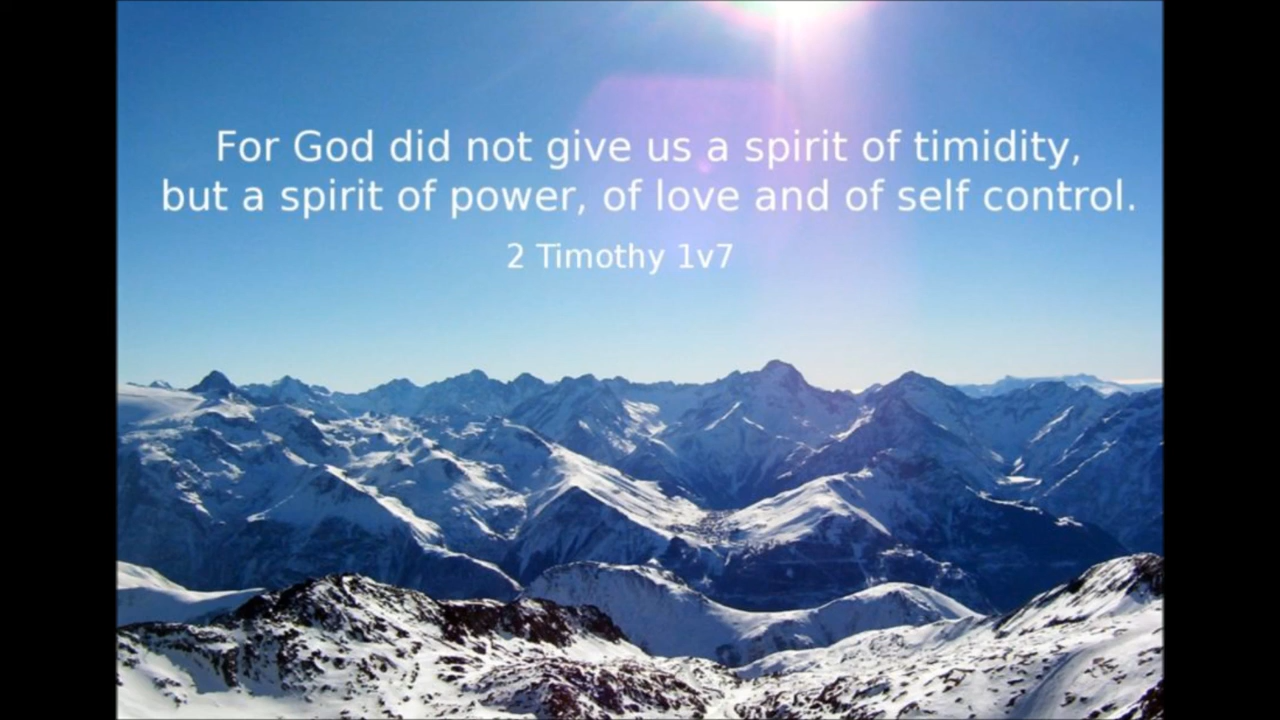 For God did not give us a spirit of timidity,
but a spirit of power, of love and of self control.
2 Timothy 1v7